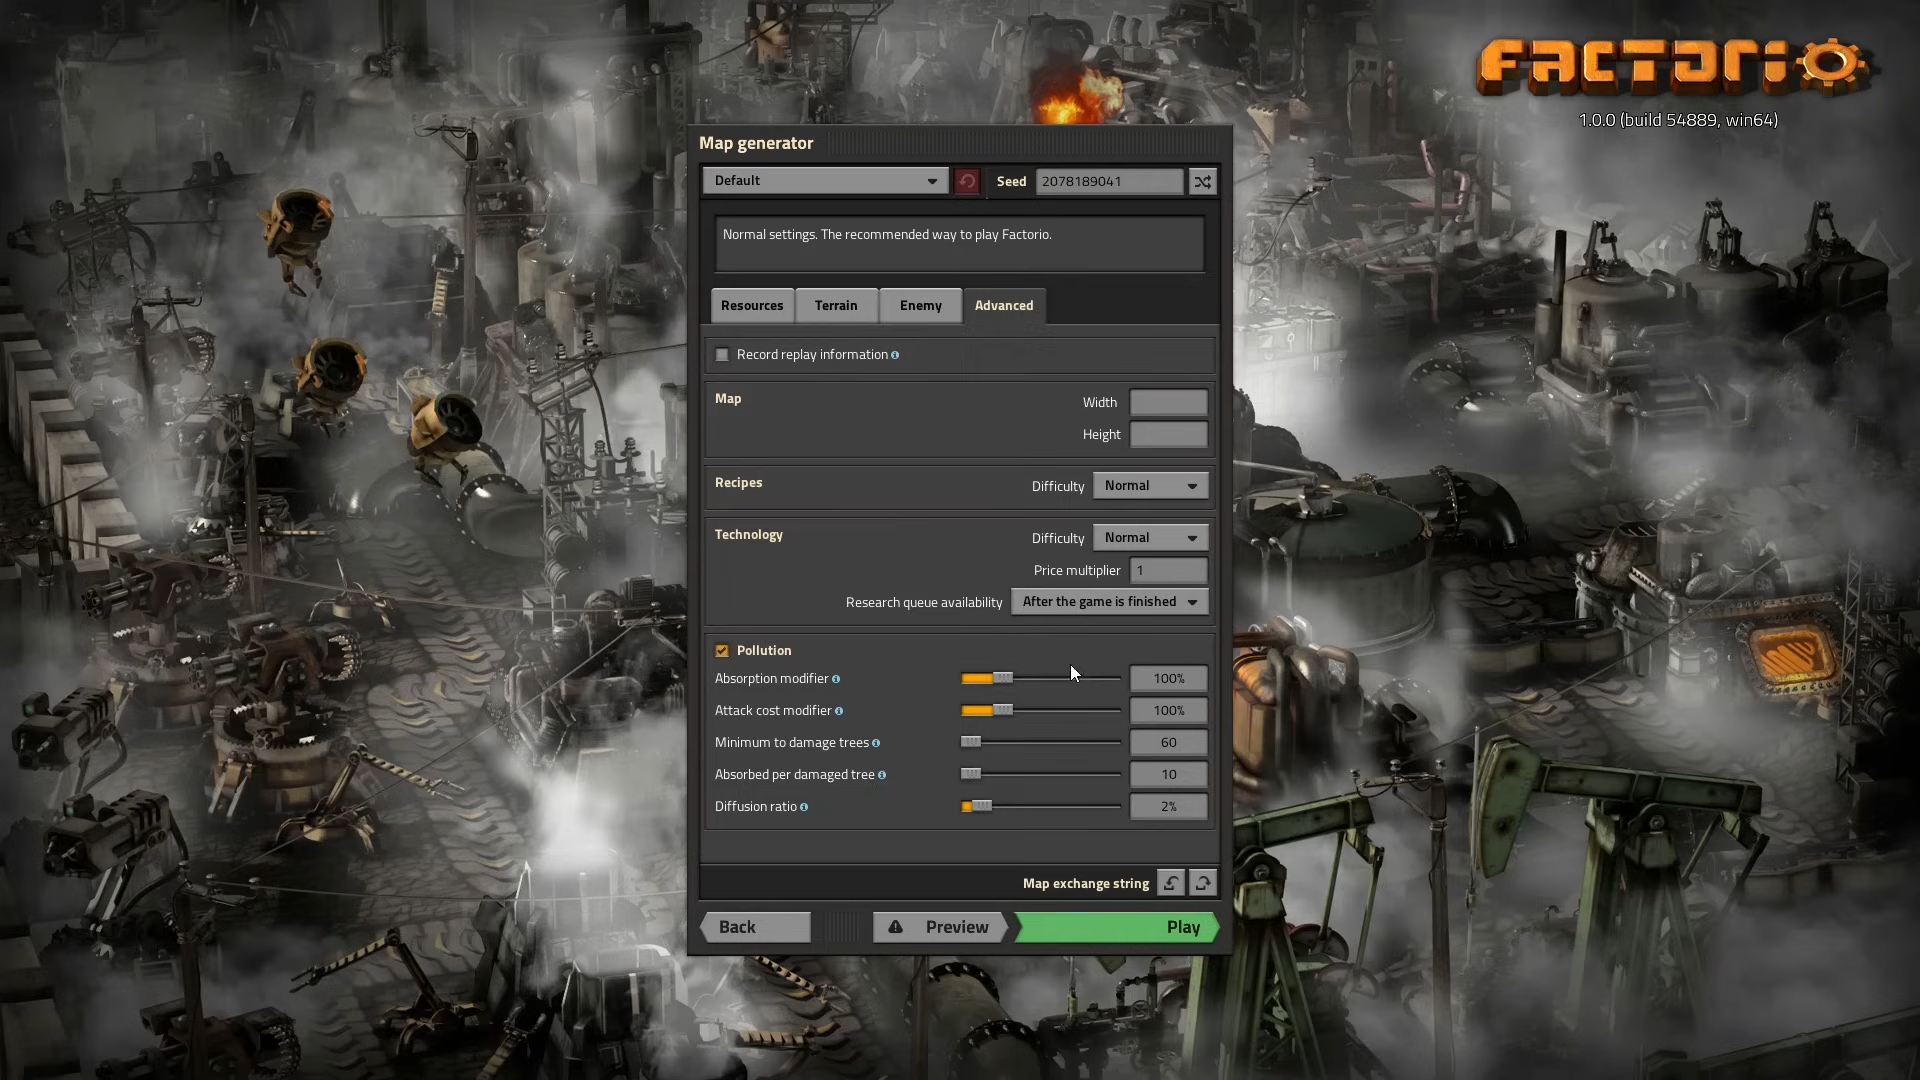 FACTORIO
1.0.0 (build 54889, win64)
Map generator
Default
Seed
2078189041
Normal settings. The recommended way to play Factorio.
Resources
Terrain
Enemy
Advanced
Record replay information
Map
Width
Height
Recipes
Difficulty
Normal
Technology
Difficulty
Normal
Price multiplier
1
Research queue availability
After the game is finished
Pollution
Absorption modifier
100%
Attack cost modifier
100%
Minimum to damage trees
60
Absorbed per damaged tree
10
Diffusion ratio
2%
Map exchange string
Back
Preview
Play